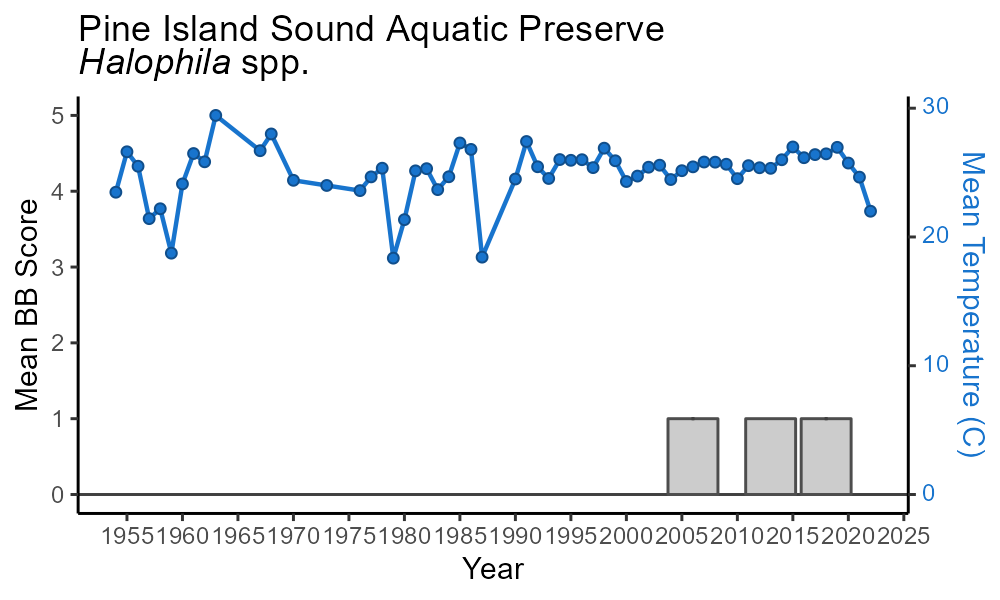 Pine Island Sound Aquatic Preserve
Halophila spp.
5
4
3
2
1
0
Mean BB Score
30
20
10
0
Mean Temperature (C)
1955 1960 1965 1970 1975 1980 1985 1990 1995 2000 2005 2010 2015 2020 2025
Year